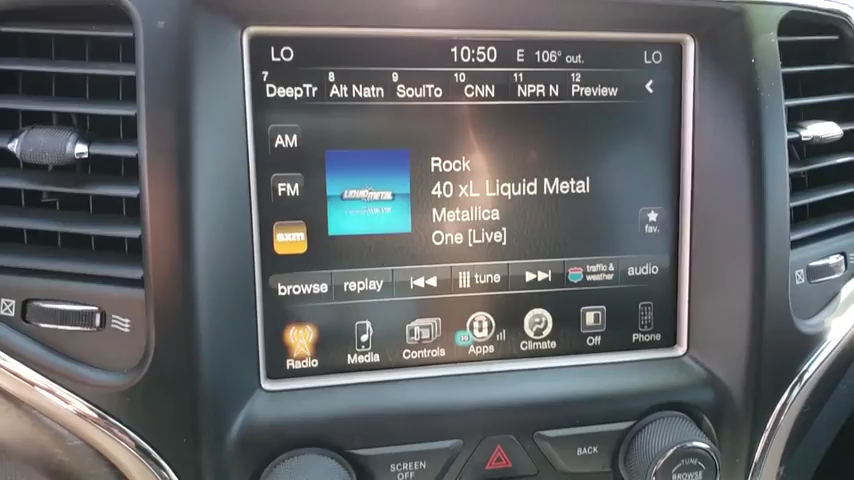 LO 10:50 E 106° out. LO
7 DeepTr 8 Alt Natn 9 SoulTo 10 CNN 11 NPR N 12 Preview
AM
FM
sxm
LIQUID METAL
Rock
40 xL Liquid Metal
Metallica
One [Live]
fav.
browse replay tune traffic & weather audio
Radio Media Controls Apps Climate Off Phone
SCREEN OFF
BACK
TUNE
BROWSE